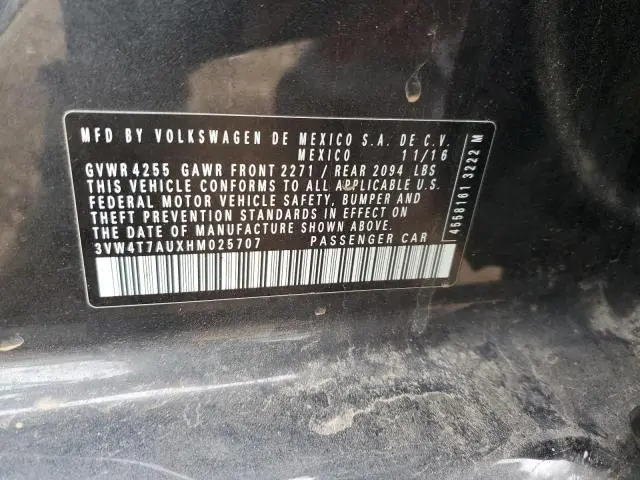 MFD BY VOLKSWAGEN DE MEXICO S.A. DE C.V.
MEXICO 11/16
GVWR 4255 GAWR FRONT 2271 / REAR 2094 LBS
THIS VEHICLE CONFORMS TO ALL APPLICABLE U.S.
FEDERAL MOTOR VEHICLE SAFETY, BUMPER AND
THEFT PREVENTION STANDARDS IN EFFECT ON
THE DATE OF MANUFACTURE SHOWN ABOVE.
3VW4T7AUXHM025707 PASSENGER CAR
4658161 3222 M